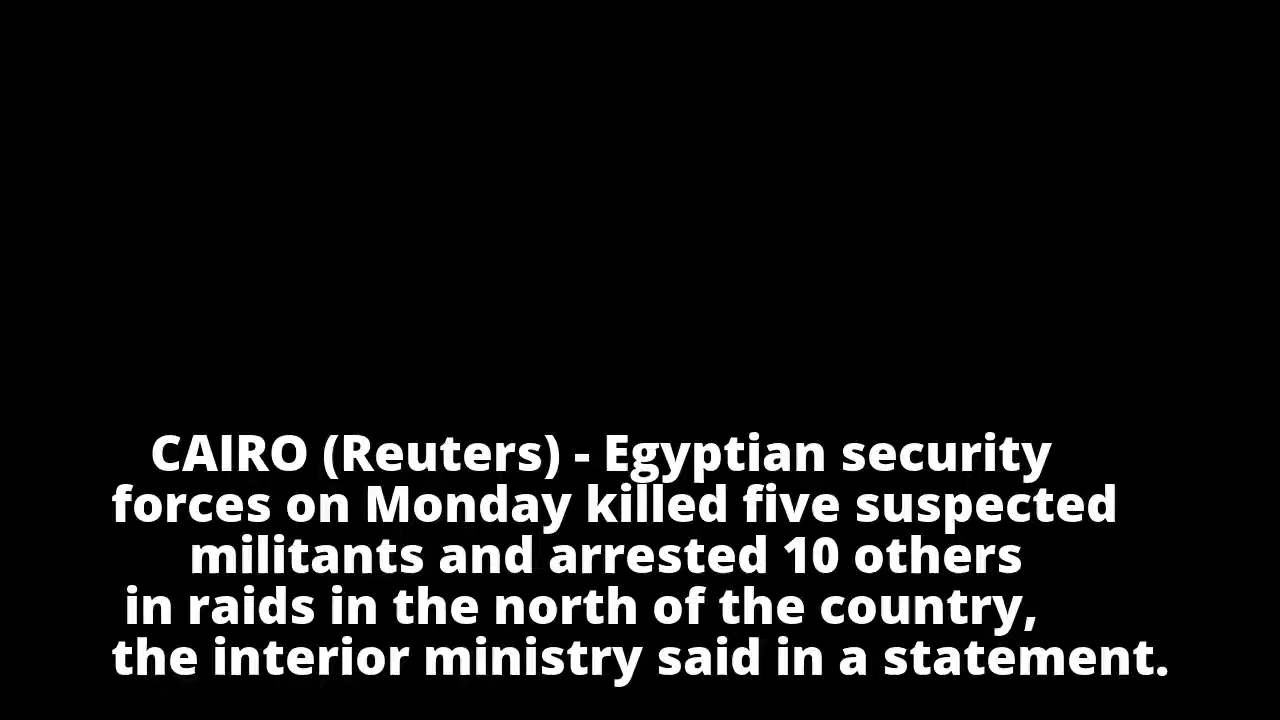 CAIRO (Reuters) - Egyptian security
forces on Monday killed five suspected
militants and arrested 10 others
in raids in the north of the country,
the interior ministry said in a statement.